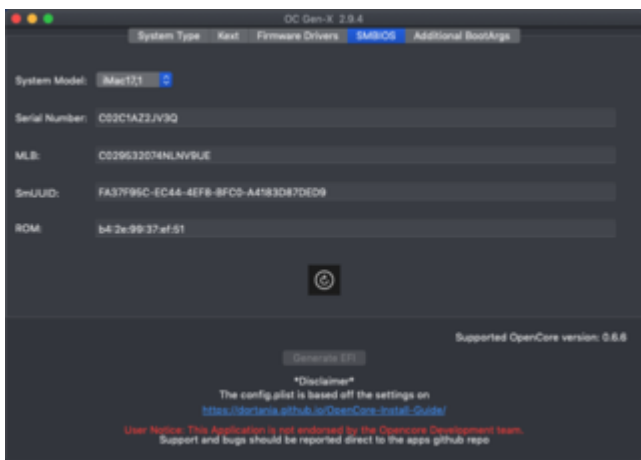 OC Gen-X 2.9.4
System Type Kext Firmware Drivers SMBIOS Additional BootArgs
System Model: iMac17,1
Serial Number: C02C1AZ2JV3Q
MLB: C029532074NLNV9UE
SmUUID: FA37F95C-EC44-4EFB-BFC0-A4183D87DED9
ROM: b4:2e:99:37:ef:51
Supported OpenCore version: 0.6.6
Generate EFI
*Disclaimer*
The config.plist is based off the settings on
https://dortania.github.io/OpenCore-Install-Guide/
User Notice: This Application is not endorsed by the Opencore Development team.
Support and bugs should be reported direct to the apps github repo